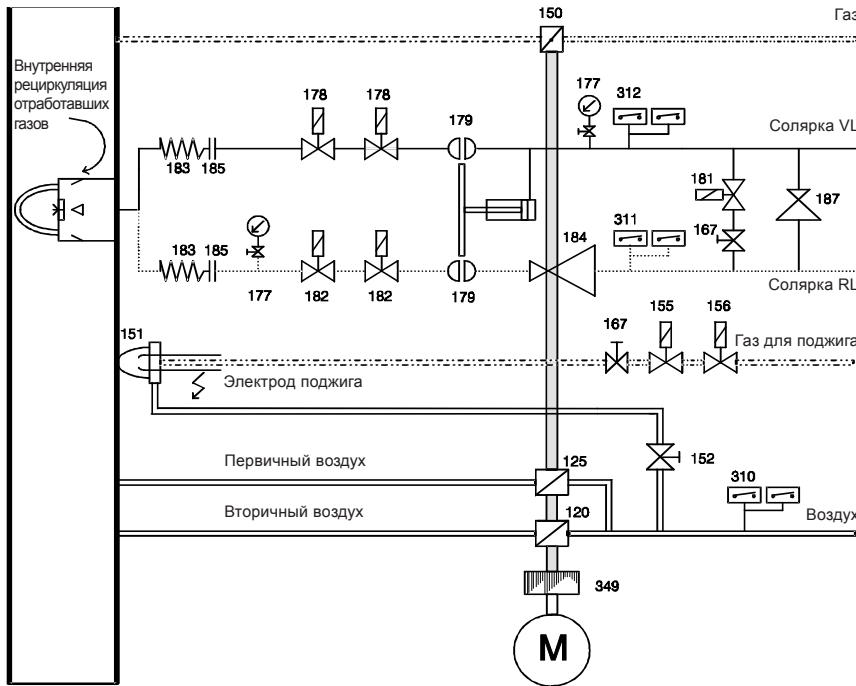 150
Газ
Внутренняя
рециркуляция
отработавших
газов
178
178
179
177
312
Солярка VL
183
185
181
187
183
185
177
182
182
179
184
311
167
Солярка RL
151
167
155
156
Газ для поджига
Электрод поджига
152
Первичный воздух
125
310
Вторичный воздух
120
Воздух
349
M